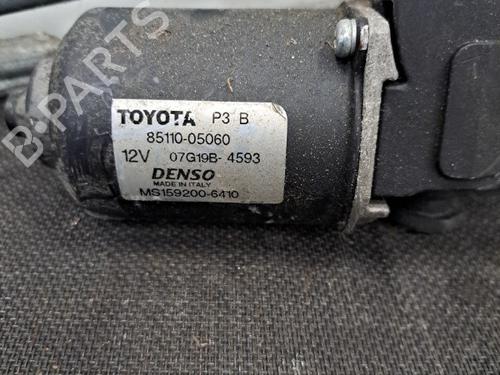 TOYOTA P3 B
85110-05060
12V 07G19B- 4593
DENSO
MADE IN ITALY
MS159200-6410
B-PARTS